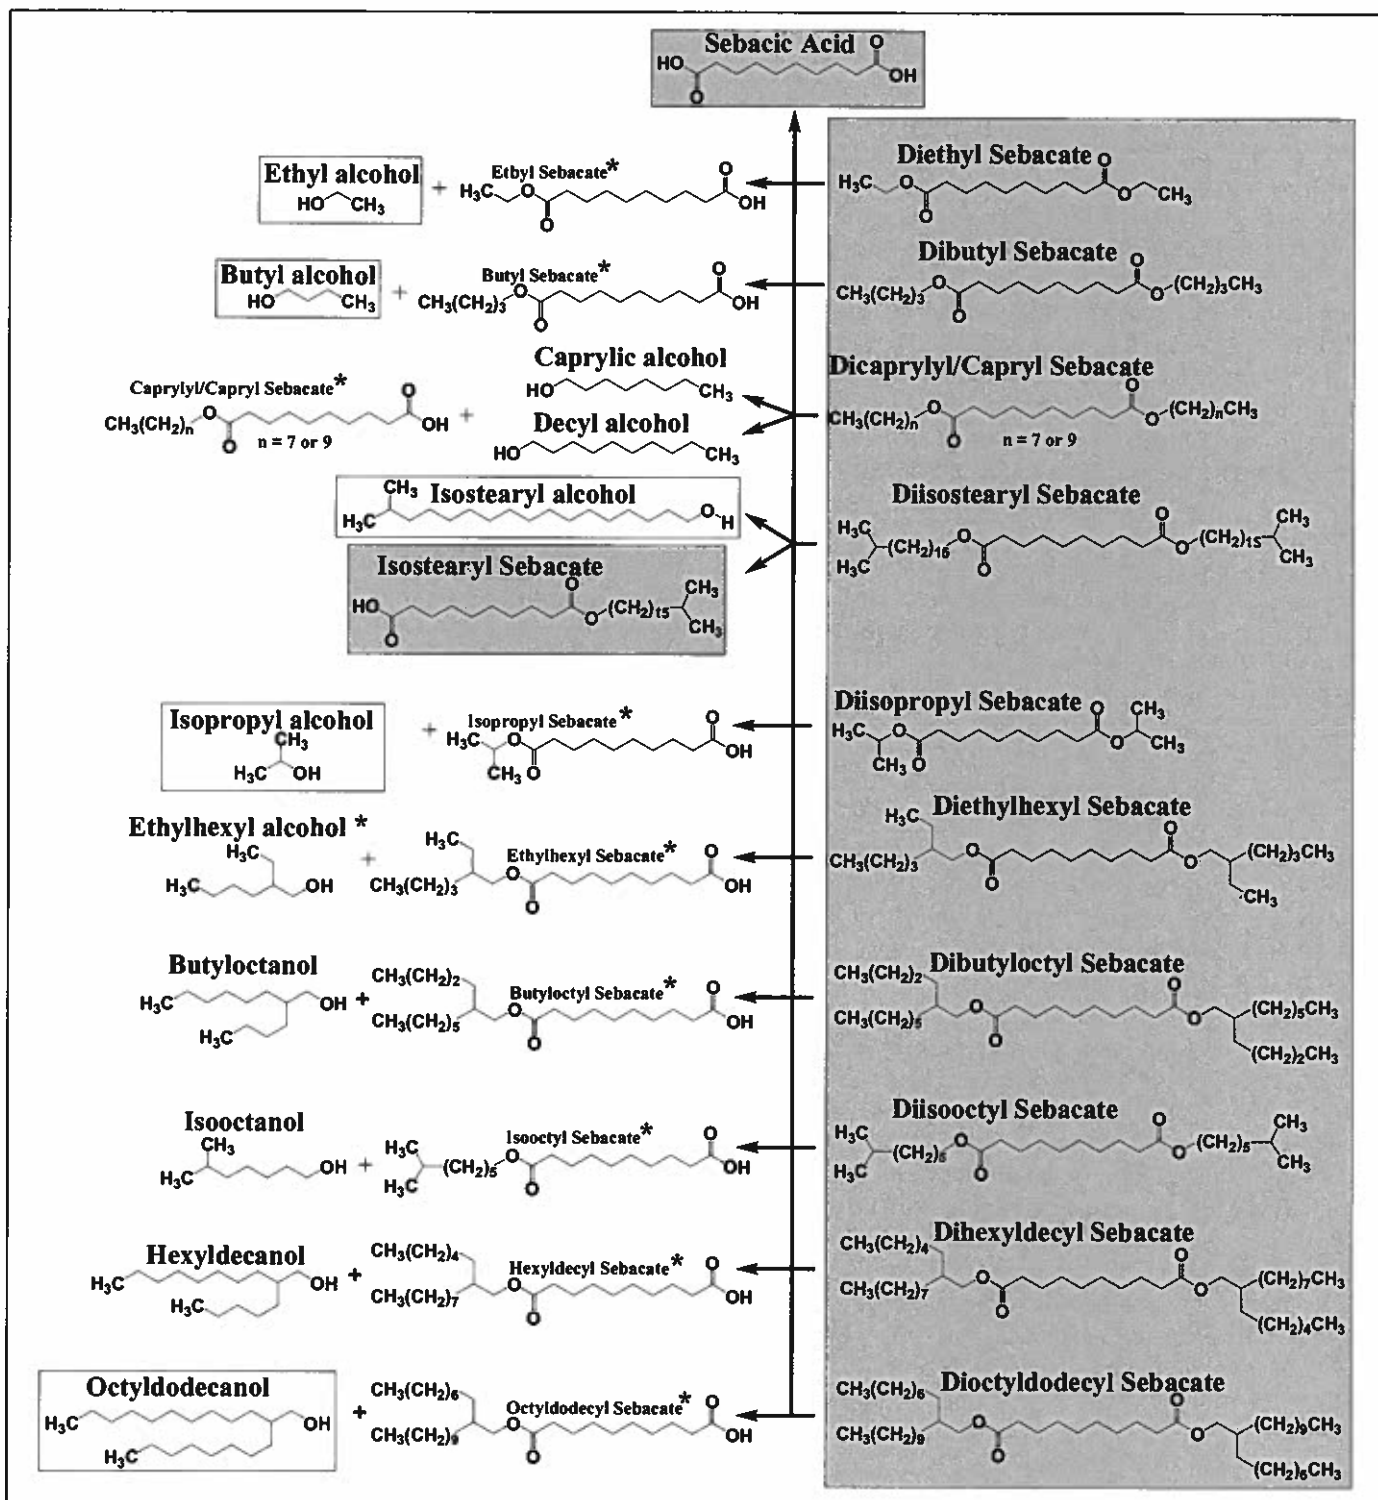 Sebacic Acid
HO O O OH
Diethyl Sebacate
H₃C O O O O CH₃
Ethyl alcohol
HO CH₃
+
Etbyl Sebacate*
H₃C O O O OH
Dibutyl Sebacate
CH₃(CH₂)₃ O O O O (CH₂)₃CH₃
Butyl alcohol
HO CH₃
+
Butyl Sebacate*
CH₃(CH₂)₃ O O O OH
Dicaprylyl/Capryl Sebacate
CH₃(CH₂)ₙ O O O O (CH₂)ₙCH₃
n = 7 or 9
Caprylyl/Capryl Sebacate*
CH₃(CH₂)ₙ O O O OH
n = 7 or 9
+
Caprylic alcohol
HO CH₃
Decyl alcohol
HO CH₃
Diisostearyl Sebacate
H₃C H₃C (CH₂)₁₅ O O O O (CH₂)₁₅ CH₃ CH₃
Isostearyl alcohol
CH₃ H₃C O H
Isostearyl Sebacate
HO O O O (CH₂)₁₅ CH₃ CH₃
Diisopropyl Sebacate
H₃C CH₃ O O O O CH₃ CH₃
Isopropyl alcohol
CH₃
H₃C OH
+
Isopropyl Sebacate*
H₃C CH₃ O O O OH
Diethylhexyl Sebacate
H₃C
CH₃(CH₂)₃ O O O O (CH₂)₃CH₃
CH₃
Ethylhexyl alcohol *
H₃C
H₃C OH
+
Ethylhexyl Sebacate*
H₃C
CH₃(CH₂)₃ O O O OH
Dibutyloctyl Sebacate
CH₃(CH₂)₂
CH₃(CH₂)₅ O O O O (CH₂)₅CH₃
(CH₂)₂CH₃
Butyloctanol
H₃C OH
H₃C
+
Butyloctyl Sebacate*
CH₃(CH₂)₂
CH₃(CH₂)₅ O O O OH
Diisooctyl Sebacate
H₃C H₃C (CH₂)₅ O O O O (CH₂)₅ CH₃ CH₃
Isooctanol
CH₃
H₃C OH
+
Isooctyl Sebacate*
H₃C H₃C (CH₂)₅ O O O OH
Dihexyldecyl Sebacate
CH₃(CH₂)₄
CH₃(CH₂)₇ O O O O (CH₂)₇CH₃
(CH₂)₄CH₃
Hexyldecanol
H₃C OH
H₃C
+
Hexyldecyl Sebacate*
CH₃(CH₂)₄
CH₃(CH₂)₇ O O O OH
Dioctyldodecyl Sebacate
CH₃(CH₂)₆
CH₃(CH₂)₉ O O O O (CH₂)₉CH₃
(CH₂)₆CH₃
Octyldodecanol
H₃C OH
H₃C
+
Octyldodecyl Sebacate*
CH₃(CH₂)₆
CH₃(CH₂)₉ O O O OH